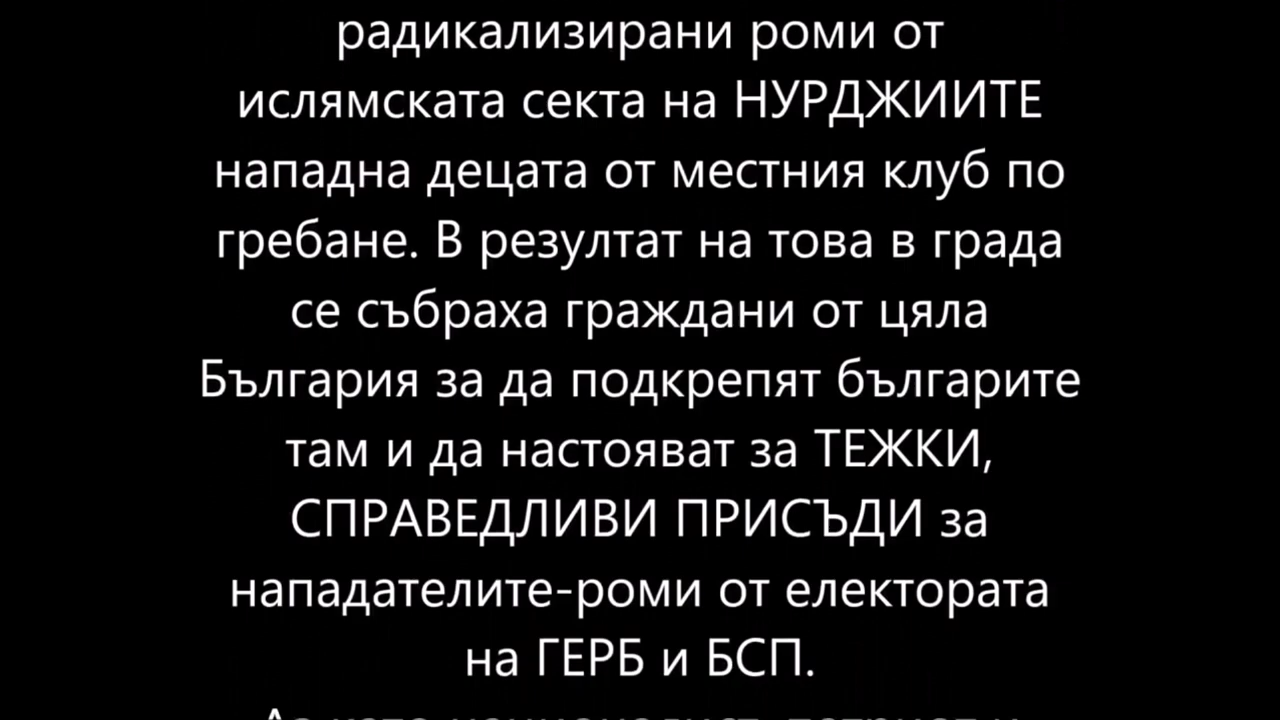 радикализирани роми от
ислямската секта на НУРДЖИИТЕ
нападна децата от местния клуб по
гребане. В резултат на това в града
се събраха граждани от цяла
България за да подкрепят българите
там и да настояват за ТЕЖКИ,
СПРАВЕДЛИВИ ПРИСЪДИ за
нападателите-роми от електората
на ГЕРБ и БСП.